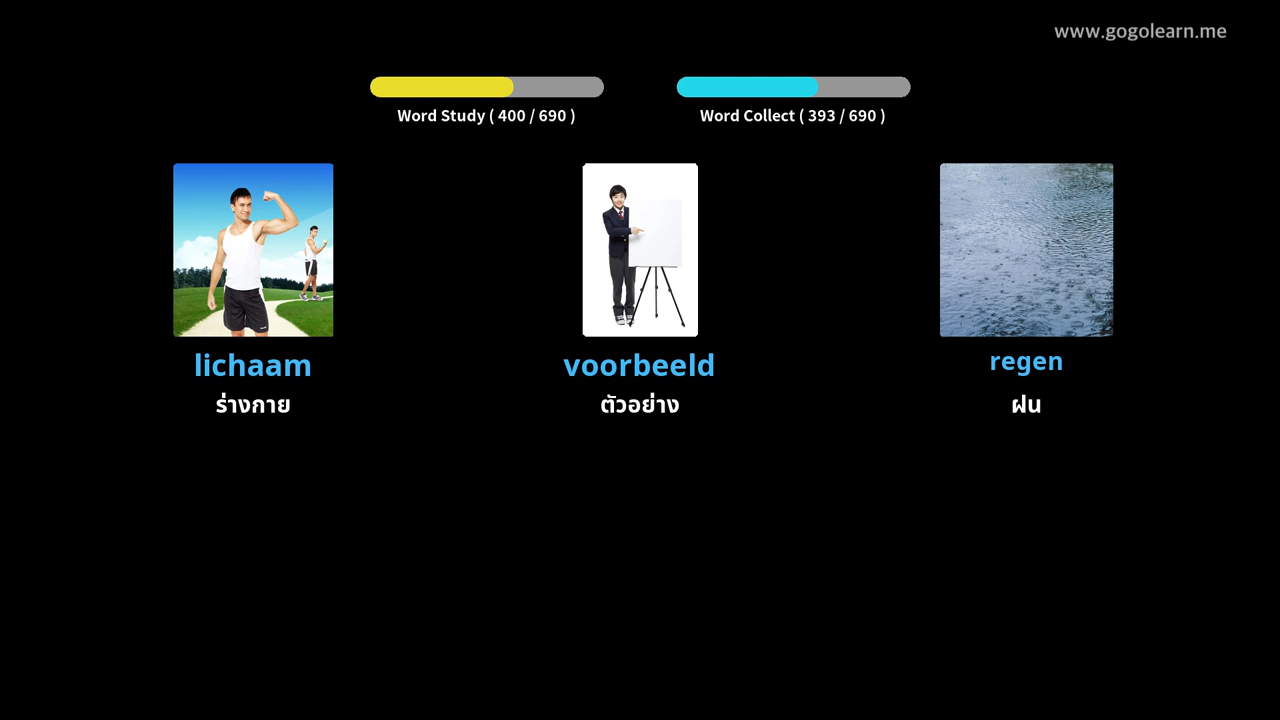 www.gogolearn.me
Word Study ( 400 / 690 )
Word Collect ( 393 / 690 )
lichaam
ร่างกาย
voorbeeld
ตัวอย่าง
regen
ฝน